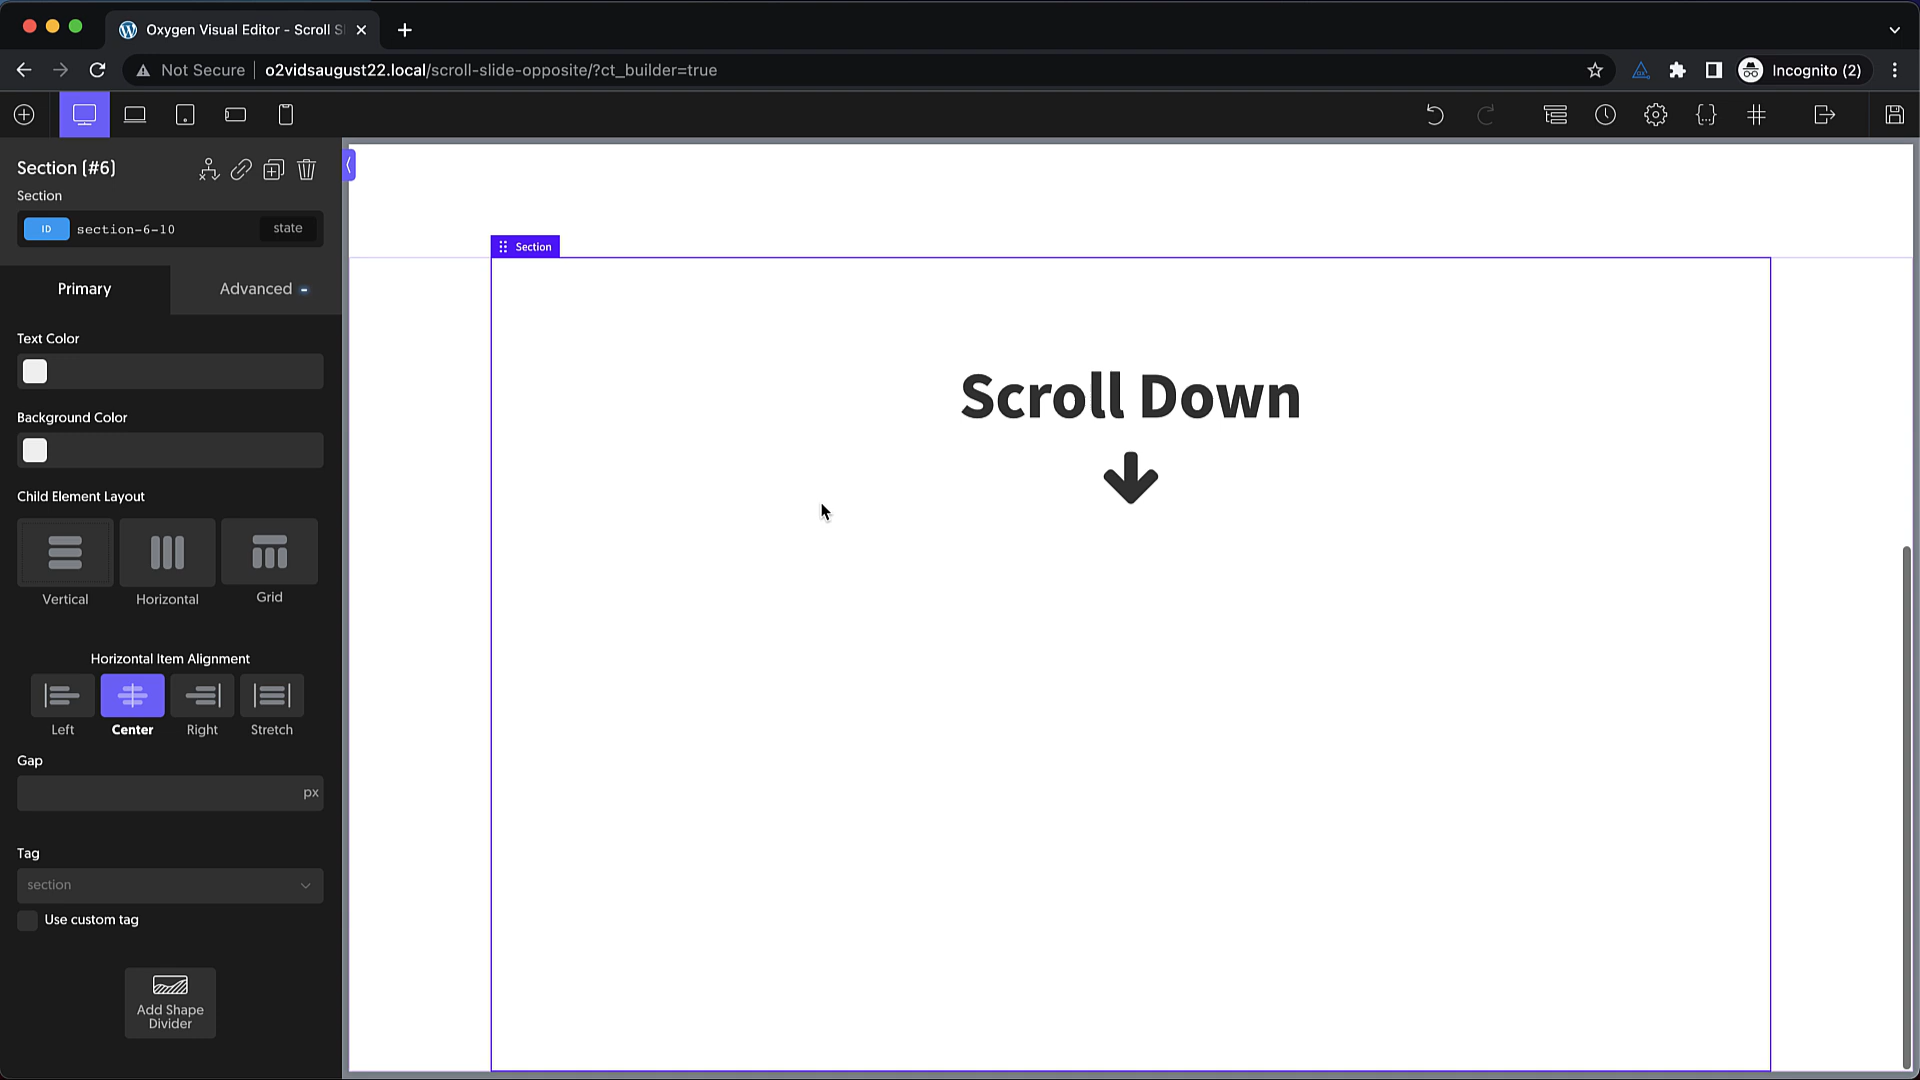 Oxygen Visual Editor - Scroll S
Not Secure
o2vidsaugust22.local/scroll-slide-opposite/?ct_builder=true
Incognito (2)
Section (#6)
Section
ID section-6-10 state
Primary
Advanced
Text Color
Background Color
Child Element Layout
Vertical
Horizontal
Grid
Horizontal Item Alignment
Left
Center
Right
Stretch
Gap
px
Tag
section
Use custom tag
Add Shape
Divider
Section
Scroll Down